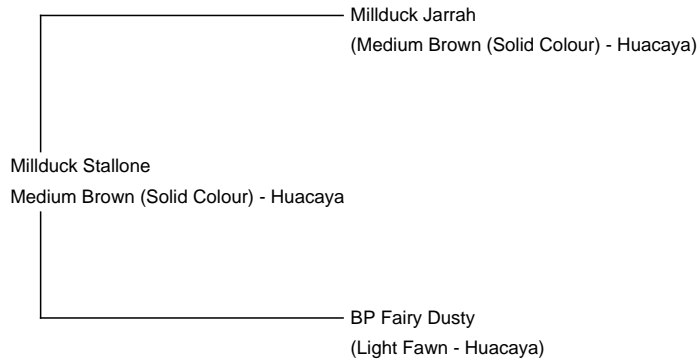 Millduck Jarrah
(Medium Brown (Solid Colour) - Huacaya)
Millduck Stallone
Medium Brown (Solid Colour) - Huacaya
BP Fairy Dusty
(Light Fawn - Huacaya)